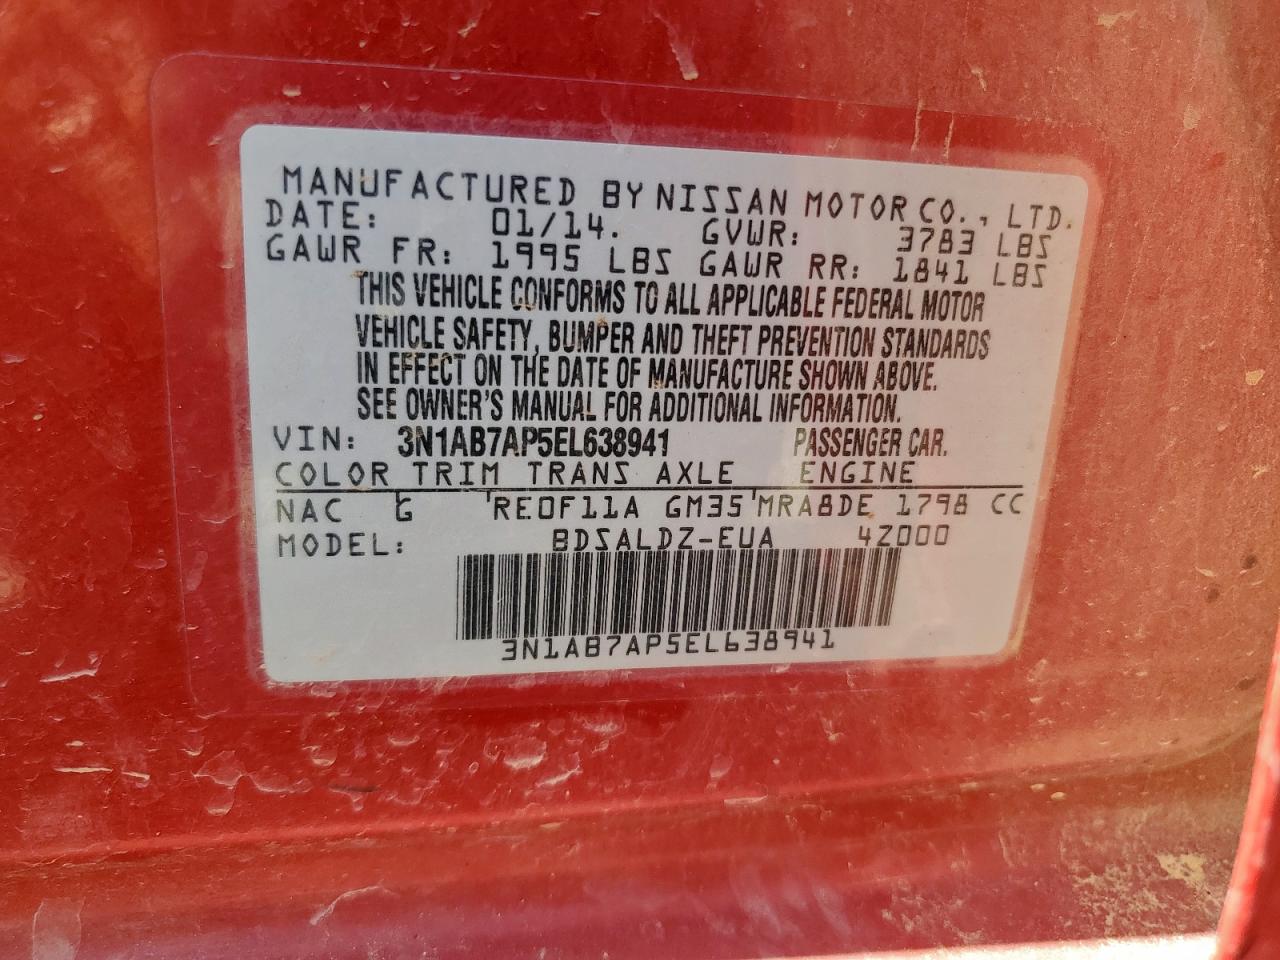 MANUFACTURED BY NISSAN MOTOR CO., LTD.
DATE: 01/14. GVWR: 3783 LBS
GAWR FR: 1995 LBS GAWR RR: 1841 LBS
THIS VEHICLE CONFORMS TO ALL APPLICABLE FEDERAL MOTOR
VEHICLE SAFETY, BUMPER AND THEFT PREVENTION STANDARDS
IN EFFECT ON THE DATE OF MANUFACTURE SHOWN ABOVE.
SEE OWNER'S MANUAL FOR ADDITIONAL INFORMATION.
VIN: 3N1AB7AP5EL638941 PASSENGER CAR.
COLOR TRIM TRANS AXLE ENGINE
NAC G RE0F11A GM35 MRA8DE 1798 CC
MODEL: BDSALDZ-EUA 4Z000
3N1AB7AP5EL638941